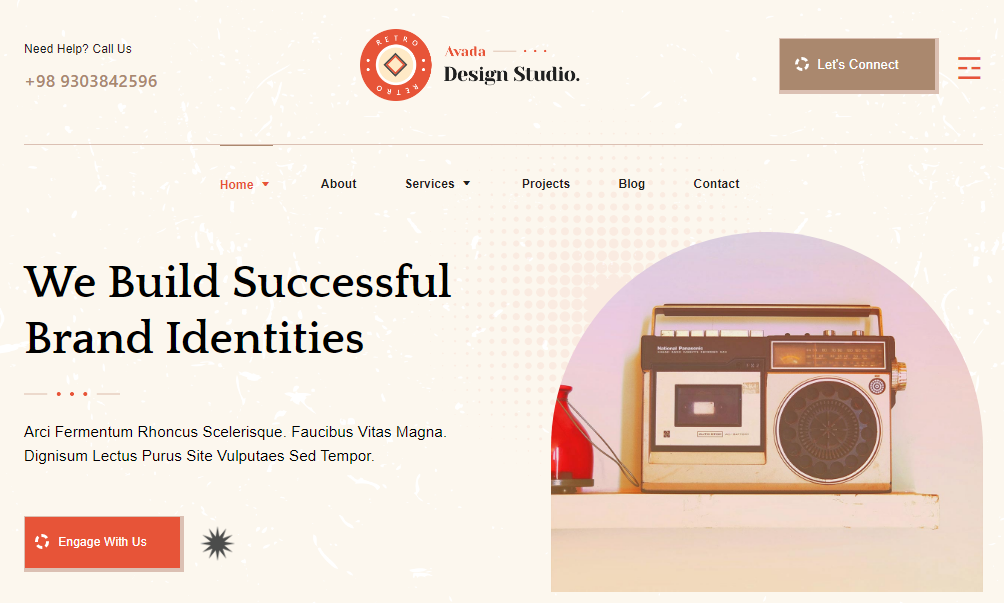 Need Help? Call Us
+98 9303842596
RETRO
RETRO
Avada
Design Studio.
Let's Connect
Home
About
Services
Projects
Blog
Contact
We Build Successful
Brand Identities
Arci Fermentum Rhoncus Scelerisque. Faucibus Vitas Magna.
Dignisum Lectus Purus Site Vulputaes Sed Tempor.
Engage With Us
National Panasonic